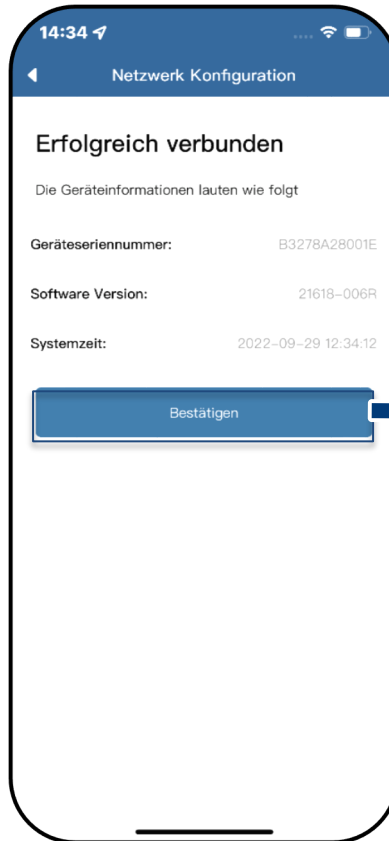 14:34
Netzwerk Konfiguration
Erfolgreich verbunden
Die Geräteinformationen lauten wie folgt
Geräteseriennummer: B3278A28001E
Software Version: 21618-006R
Systemzeit: 2022-09-29 12:34:12
Bestätigen